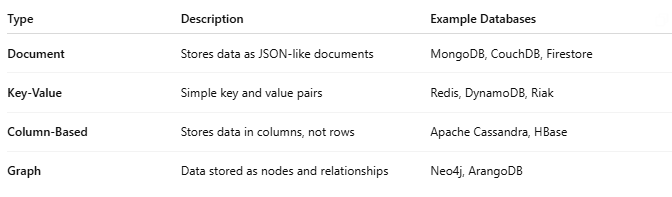 Type Description Example Databases
Document Stores data as JSON-like documents MongoDB, CouchDB, Firestore
Key-Value Simple key and value pairs Redis, DynamoDB, Riak
Column-Based Stores data in columns, not rows Apache Cassandra, HBase
Graph Data stored as nodes and relationships Neo4j, ArangoDB